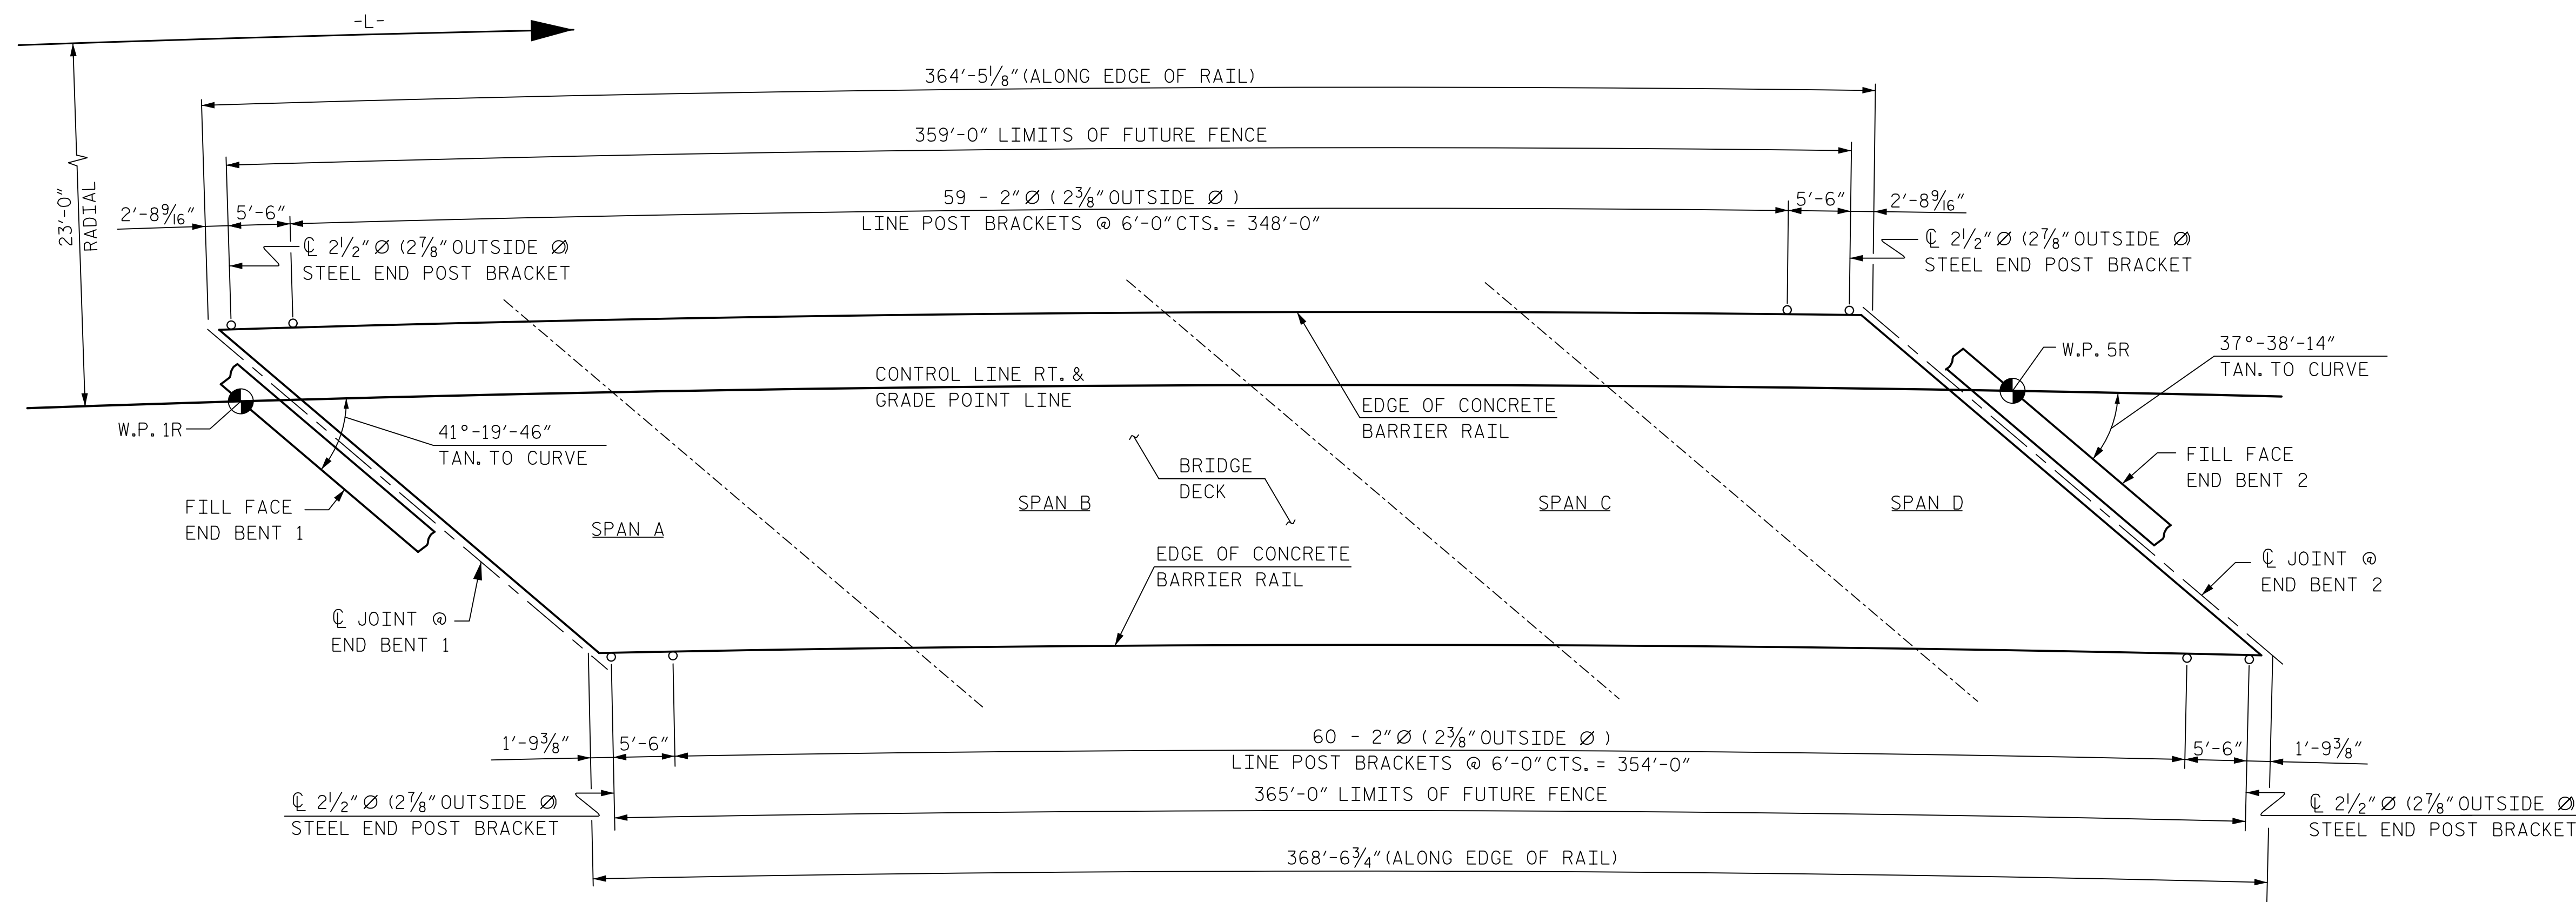 -L-
364'-5 1/8" (ALONG EDGE OF RAIL)
359'-0" LIMITS OF FUTURE FENCE
23'-0"
RADIAL
2'-8 9/16"
5'-6"
59 - 2" Ø ( 2 3/8" OUTSIDE Ø )
LINE POST BRACKETS @ 6'-0" CTS. = 348'-0"
5'-6"
2'-8 9/16"
℄ 2 1/2" Ø (2 7/8" OUTSIDE Ø)
STEEL END POST BRACKET
℄ 2 1/2" Ø (2 7/8" OUTSIDE Ø)
STEEL END POST BRACKET
CONTROL LINE RT. &
GRADE POINT LINE
W.P. 5R
37°-38'-14"
TAN. TO CURVE
W.P. 1R
41°-19'-46"
TAN. TO CURVE
EDGE OF CONCRETE
BARRIER RAIL
BRIDGE
DECK
FILL FACE
END BENT 2
FILL FACE
END BENT 1
SPAN A
SPAN B
SPAN C
SPAN D
EDGE OF CONCRETE
BARRIER RAIL
℄ JOINT @
END BENT 2
℄ JOINT @
END BENT 1
1'-9 3/8"
5'-6"
60 - 2" Ø ( 2 3/8" OUTSIDE Ø )
LINE POST BRACKETS @ 6'-0" CTS. = 354'-0"
5'-6"
1'-9 3/8"
℄ 2 1/2" Ø (2 7/8" OUTSIDE Ø)
STEEL END POST BRACKET
365'-0" LIMITS OF FUTURE FENCE
℄ 2 1/2" Ø (2 7/8" OUTSIDE Ø)
STEEL END POST BRACKET
368'-6 3/4" (ALONG EDGE OF RAIL)